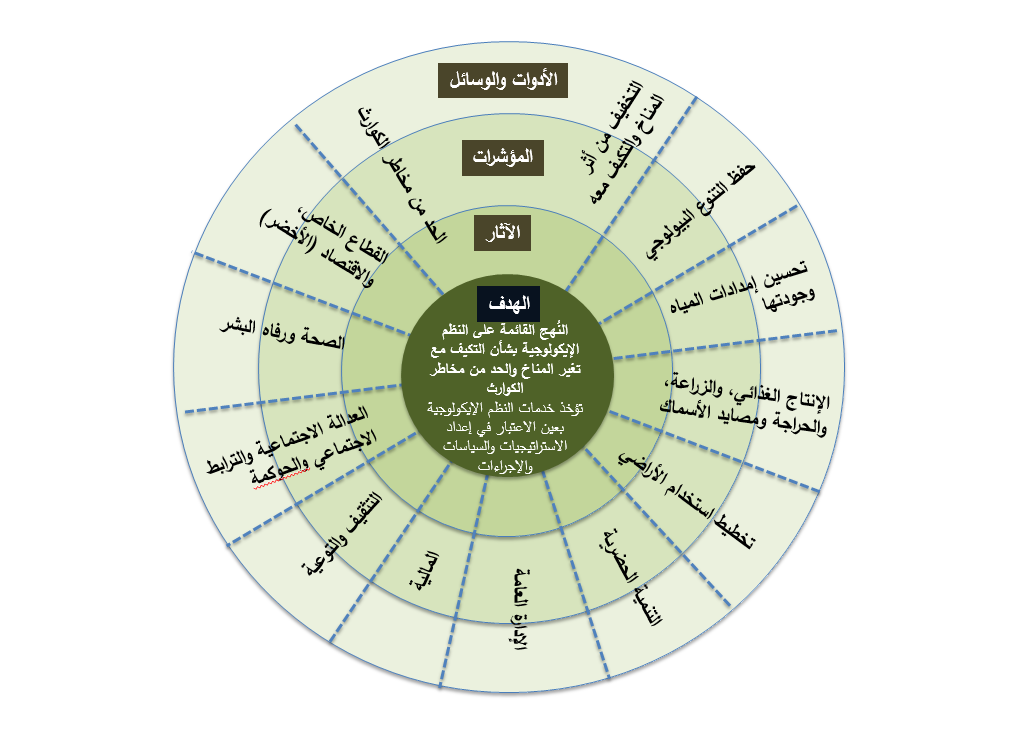 الأدوات والوسائل
المؤشرات
الآثار
الهدف
النُهج القائمة على النظم
الإيكولوجية بشأن التكيف مع
تغير المناخ والحد من مخاطر
الكوارث
تؤخذ خدمات النظم الإيكولوجية
بعين الاعتبار في إعداد
الاستراتيجيات والسياسات
والإجراءات
التخفيف من أثر
المناخ والتكيف معه
حفظ التنوع البيولوجي
تحسين إمدادات المياه
وجودتها
الإنتاج الغذائي، والزراعة،
والحراجة ومصايد الأسماك
تخطيط استخدام الأراضي
التنمية الحضرية
الإدارة العامة
المالية
التثقيف والتوعية
العدالة الاجتماعية والترابط
الاجتماعي والحوكمة
الصحة ورفاه البشر
القطاع الخاص،
والاقتصاد (الأخضر)
الحد من مخاطر الكوارث